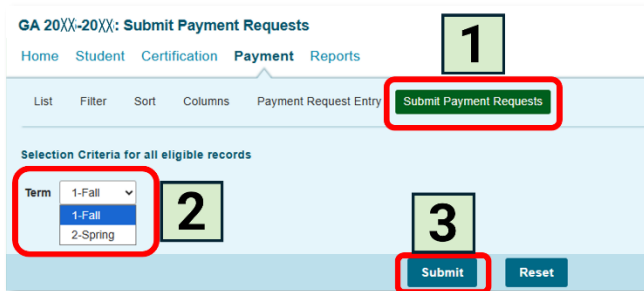 GA 20XX-20XX: Submit Payment Requests
Home Student Certification Payment Reports
1
List Filter Sort Columns Payment Request Entry Submit Payment Requests
Selection Criteria for all eligible records
Term 1-Fall
1-Fall
2-Spring
2
3
Submit Reset